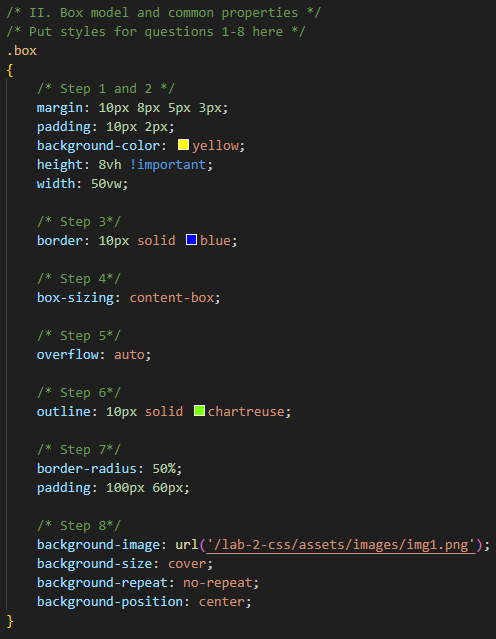 /* II. Box model and common properties */
/* Put styles for questions 1-8 here */
.box
{
/* Step 1 and 2 */
margin: 10px 8px 5px 3px;
padding: 10px 2px;
background-color: yellow;
height: 8vh !important;
width: 50vw;
/* Step 3*/
border: 10px solid blue;
/* Step 4*/
box-sizing: content-box;
/* Step 5*/
overflow: auto;
/* Step 6*/
outline: 10px solid chartreuse;
/* Step 7*/
border-radius: 50%;
padding: 100px 60px;
/* Step 8*/
background-image: url('/lab-2-css/assets/images/img1.png');
background-size: cover;
background-repeat: no-repeat;
background-position: center;
}